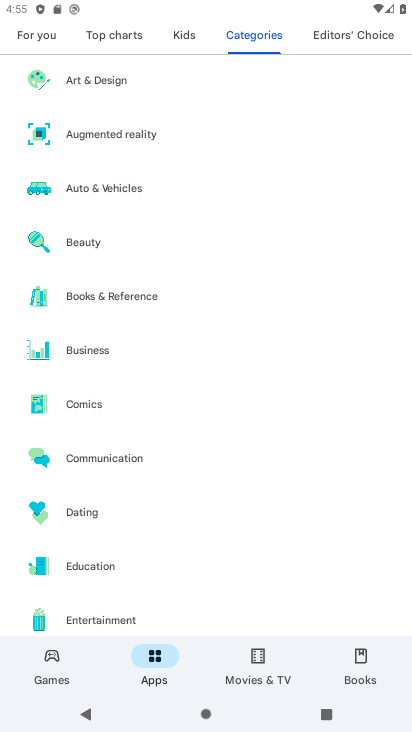 4:55
For you Top charts Kids Categories Editors' Choice
Art & Design
Augmented reality
Auto & Vehicles
Beauty
Books & Reference
Business
Comics
Communication
Dating
Education
Entertainment
Games Apps Movies & TV Books